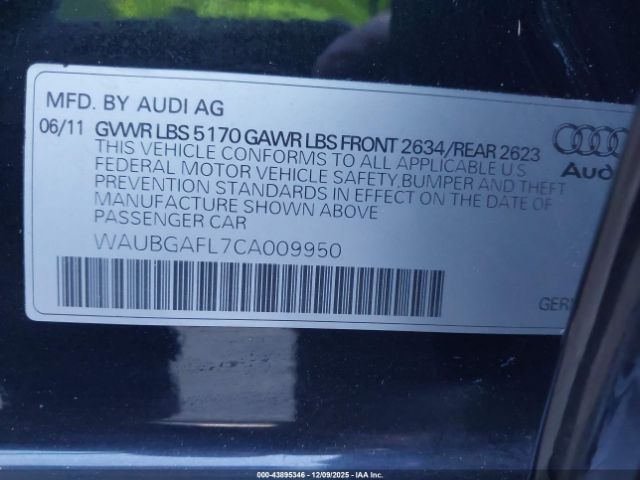 MFD. BY AUDI AG
06/11 GVWR LBS 5170 GAWR LBS FRONT 2634/REAR 2623
THIS VEHICLE CONFORMS TO ALL APPLICABLE U S
FEDERAL MOTOR VEHICLE SAFETY,BUMPER AND THEFT
PREVENTION STANDARDS IN EFFECT ON THE DATE OF
MANUFACTURE SHOWN ABOVE
PASSENGER CAR
Aud
WAUBGAFL7CA009950
GER
000-43895346 - 12/09/2025 - IAA Inc.